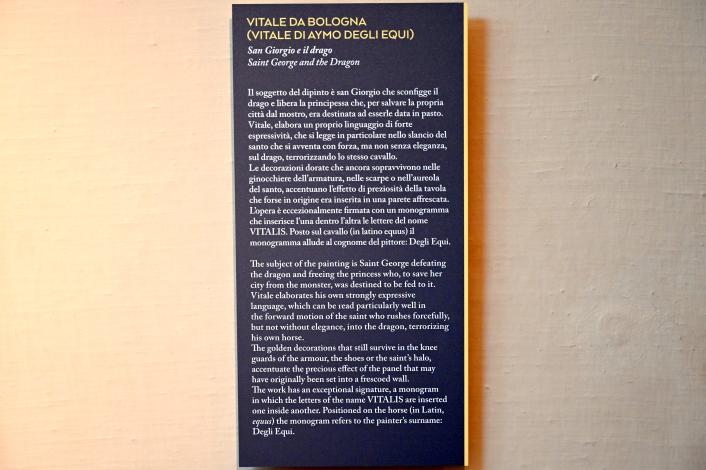 VITALE DA BOLOGNA
(VITALE DI AYMO DEGLI EQUI)
San Giorgio e il drago
Saint George and the Dragon
Il soggetto del dipinto è san Giorgio che sconfigge il
drago e libera la principessa che, per salvare la propria
città dal mostro, era destinata ad esserle data in pasto.
Vitale, elabora un proprio linguaggio di forte
espressività, che si legge in particolare nello slancio del
santo che si avventa con forza, ma non senza eleganza,
sul drago, terrorizzando lo stesso cavallo.
Le decorazioni dorate che ancora sopravvivono nelle
ginocchiere dell'armatura, nelle scarpe o nell'aureola
del santo, accentuano l'effetto di preziosità della tavola
che forse in origine era inserita in una parete affrescata.
L'opera è eccezionalmente firmata con un monogramma
che inserisce l'una dentro l'altra le lettere del nome
VITALIS. Posto sul cavallo (in latino equus) il
monogramma allude al cognome del pittore: Degli Equi.
The subject of the painting is Saint George defeating
the dragon and freeing the princess who, to save her
city from the monster, was destined to be fed to it.
Vitale elaborates his own strongly expressive
language, which can be read particularly well in
the forward motion of the saint who rushes forcefully,
but not without elegance, into the dragon, terrorizing
his own horse.
The golden decorations that still survive in the knee
guards of the armour, the shoes or the saint's halo,
accentuate the precious effect of the panel that may
have originally been set into a frescoed wall.
The work has an exceptional signature, a monogram
in which the letters of the name VITALIS are inserted
one inside another. Positioned on the horse (in Latin,
equus) the monogram refers to the painter's surname:
Degli Equi.